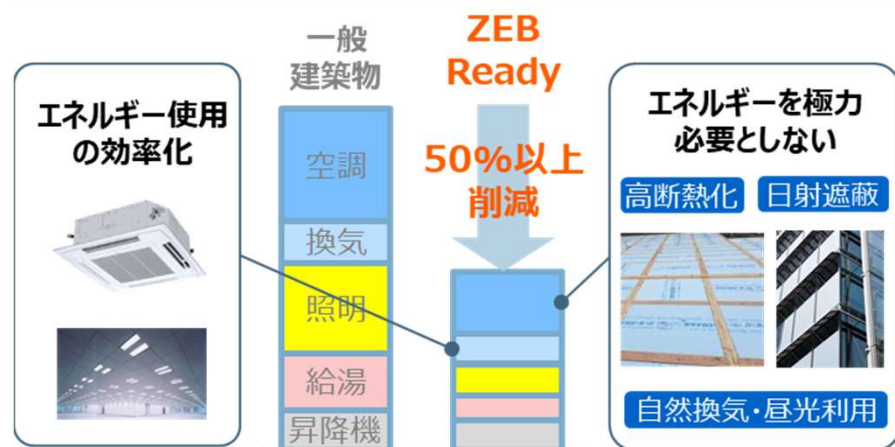 一般
建築物
ZEB
Ready
エネルギー使用
の効率化
空調
換気
照明
給湯
昇降機
50%以上
削減
エネルギーを極力
必要としない
高断熱化
日射遮蔽
自然換気・昼光利用